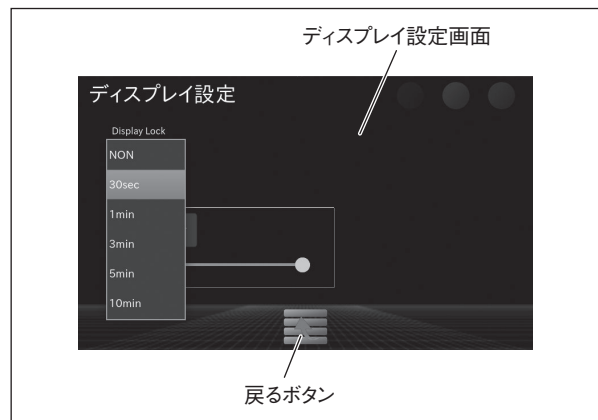 ディスプレイ設定画面
ディスプレイ設定
Display Lock
NON
30sec
1min
3min
5min
10min
戻るボタン